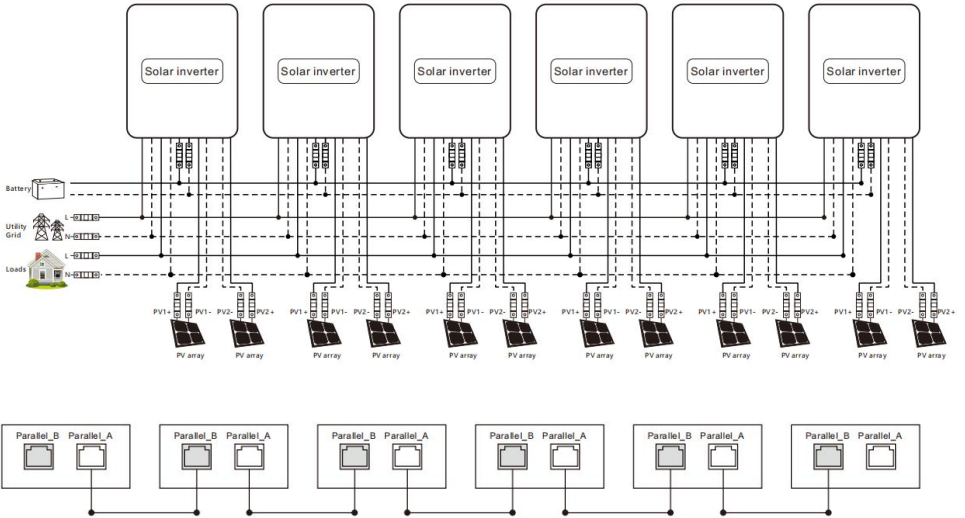 Solar inverter Solar inverter Solar inverter Solar inverter Solar inverter Solar inverter
Battery
Utility
Grid
L
N
Loads
L
N
PV1+ PV1- PV2- PV2+ PV1+ PV1- PV2- PV2+ PV1+ PV1- PV2- PV2+ PV1+ PV1- PV2- PV2+ PV1+ PV1- PV2- PV2+ PV1+ PV1- PV2- PV2+
PV array PV array PV array PV array PV array PV array PV array PV array PV array PV array PV array PV array
Parallel_B Parallel_A Parallel_B Parallel_A Parallel_B Parallel_A Parallel_B Parallel_A Parallel_B Parallel_A Parallel_B Parallel_A